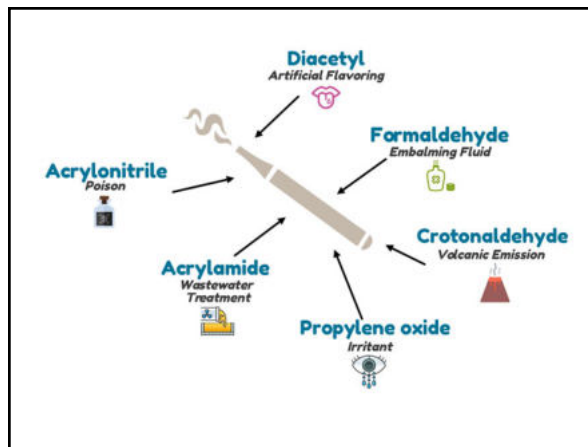 Diacetyl
Artificial Flavoring
Formaldehyde
Embalming Fluid
Acrylonitrile
Poison
Crotonaldehyde
Volcanic Emission
Acrylamide
Wastewater
Treatment
Propylene oxide
Irritant